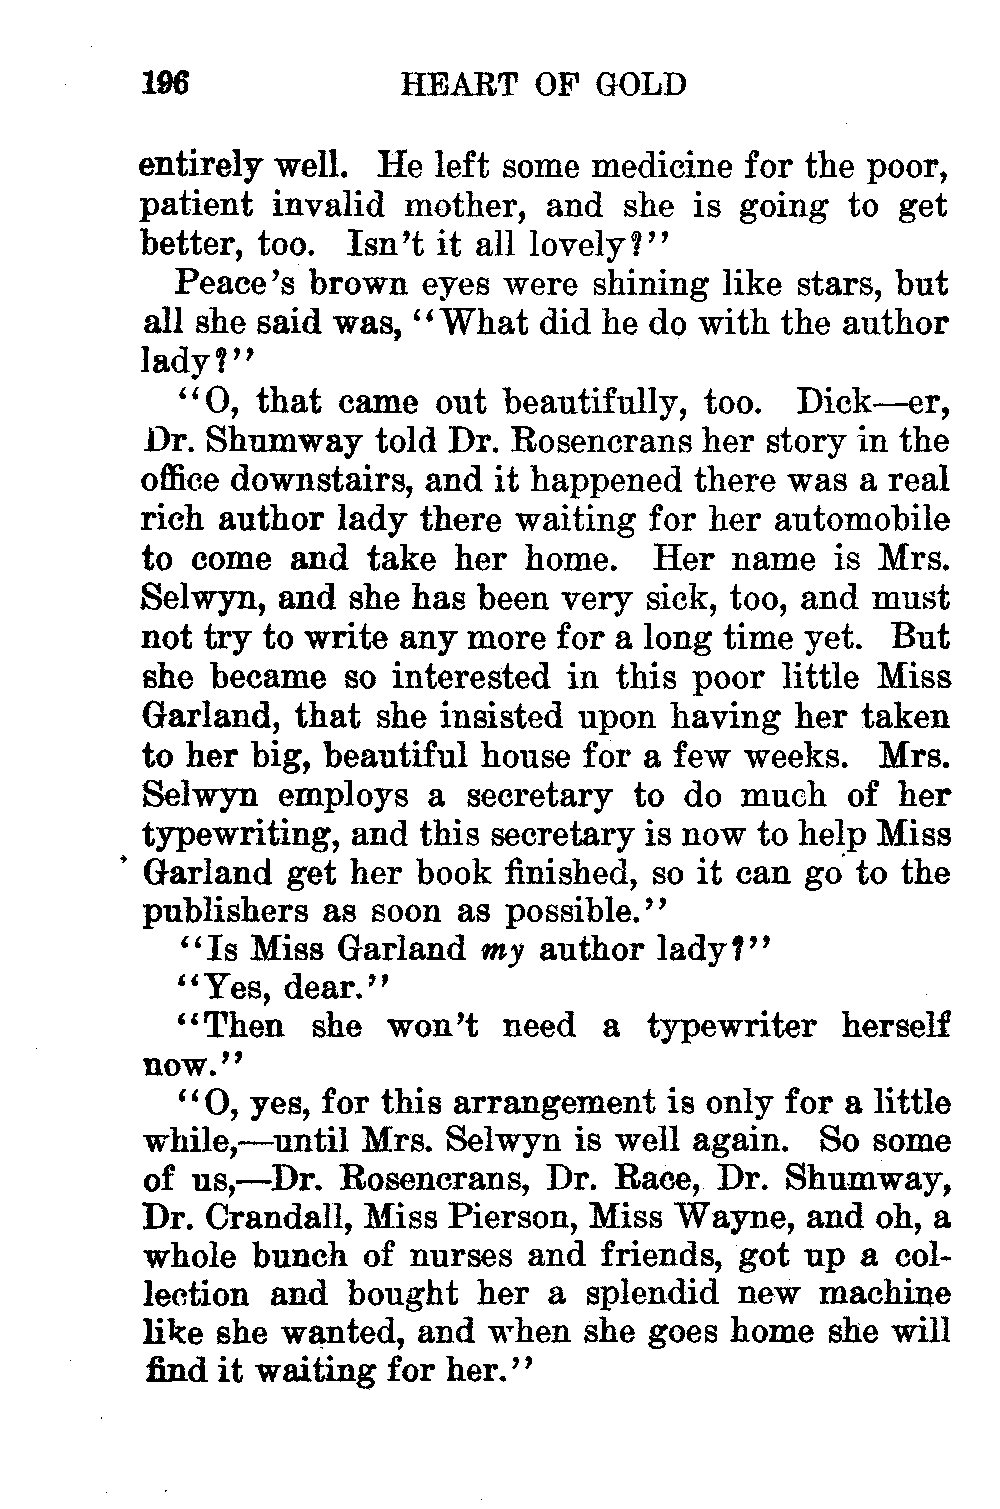 196 HEART OF GOLD
entirely well. He left some medicine for the poor,
patient invalid mother, and she is going to get
better, too. Isn't it all lovely?"
Peace's brown eyes were shining like stars, but
all she said was, "What did he do with the author
lady?"
"O, that came out beautifully, too. Dick—er,
Dr. Shumway told Dr. Rosencrans her story in the
office downstairs, and it happened there was a real
rich author lady there waiting for her automobile
to come and take her home. Her name is Mrs.
Selwyn, and she has been very sick, too, and must
not try to write any more for a long time yet. But
she became so interested in this poor little Miss
Garland, that she insisted upon having her taken
to her big, beautiful house for a few weeks. Mrs.
Selwyn employs a secretary to do much of her
typewriting, and this secretary is now to help Miss
Garland get her book finished, so it can go to the
publishers as soon as possible."
"Is Miss Garland my author lady?"
"Yes, dear."
"Then she won't need a typewriter herself
now."
"O, yes, for this arrangement is only for a little
while,—until Mrs. Selwyn is well again. So some
of us,—Dr. Rosencrans, Dr. Race, Dr. Shumway,
Dr. Crandall, Miss Pierson, Miss Wayne, and oh, a
whole bunch of nurses and friends, got up a col-
lection and bought her a splendid new machine
like she wanted, and when she goes home she will
find it waiting for her."